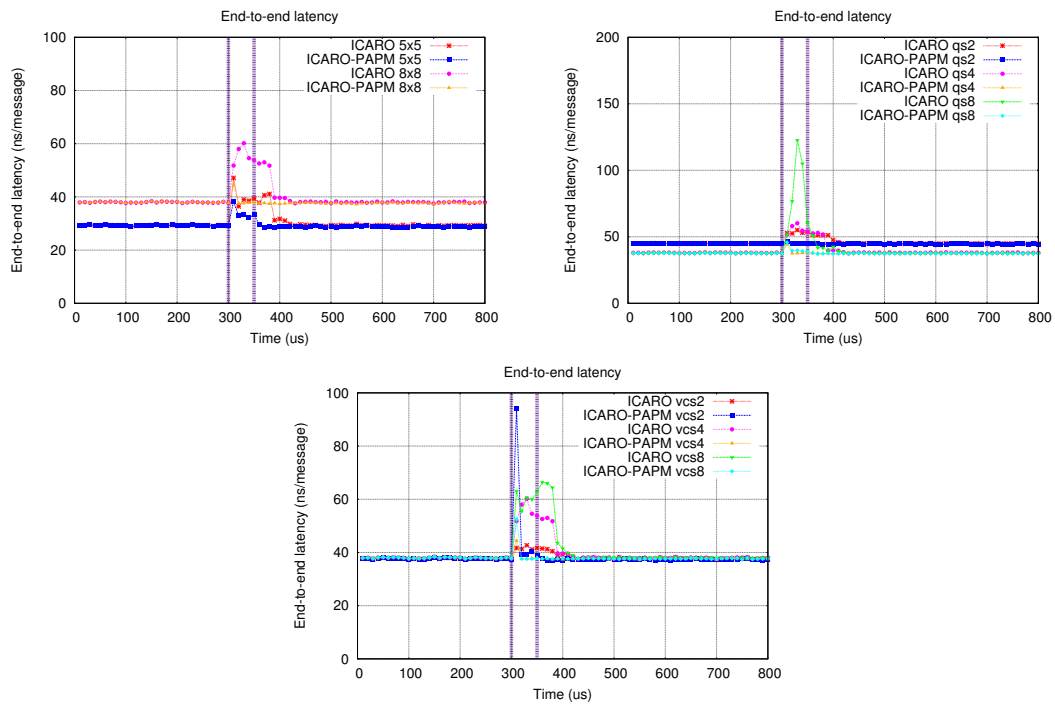 End-to-end latency
End-to-end latency (ns/message)
100
80
60
40
20
0
0 100 200 300 400 500 600 700 800
Time (us)
ICARO 5x5
ICARO-PAPM 5x5
ICARO 8x8
ICARO-PAPM 8x8
End-to-end latency
End-to-end latency (ns/message)
200
150
100
50
0
0 100 200 300 400 500 600 700 800
Time (us)
ICARO qs2
ICARO-PAPM qs2
ICARO qs4
ICARO-PAPM qs4
ICARO qs8
ICARO-PAPM qs8
End-to-end latency
End-to-end latency (ns/message)
100
80
60
40
20
0
0 100 200 300 400 500 600 700 800
Time (us)
ICARO vcs2
ICARO-PAPM vcs2
ICARO vcs4
ICARO-PAPM vcs4
ICARO vcs8
ICARO-PAPM vcs8